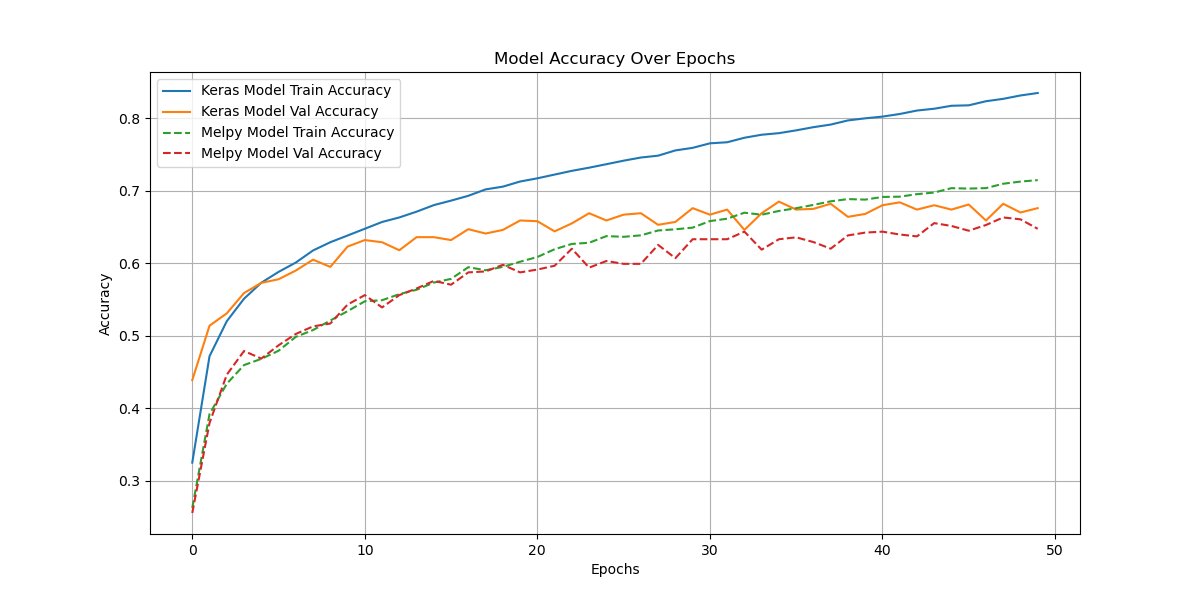 Model Accuracy Over Epochs
Keras Model Train Accuracy
Keras Model Val Accuracy
Melpy Model Train Accuracy
Melpy Model Val Accuracy
Accuracy
0.8
0.7
0.6
0.5
0.4
0.3
0 10 20 30 40 50
Epochs